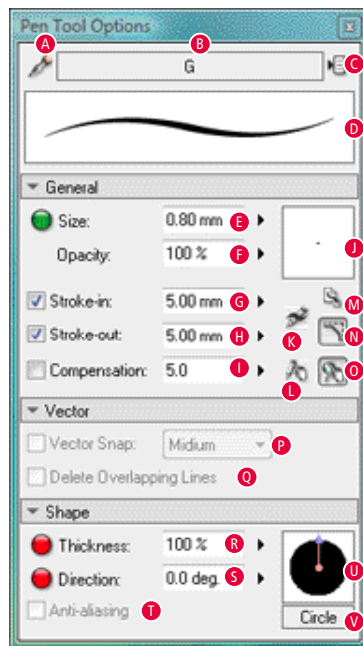 Pen Tool Options
A
B
G
C
D
General
Size: 0.80 mm E
Opacity: 100 % F
J
Stroke-in: 5.00 mm G
M
Stroke-out: 5.00 mm H
K
N
Compensation: 5.0 I
L
O
Vector
Vector Snap: Midium P
Delete Overlapping Lines Q
Shape
Thickness: 100 % R
Direction: 0.0 deg. S
U
Anti-aliasing T
Circle V